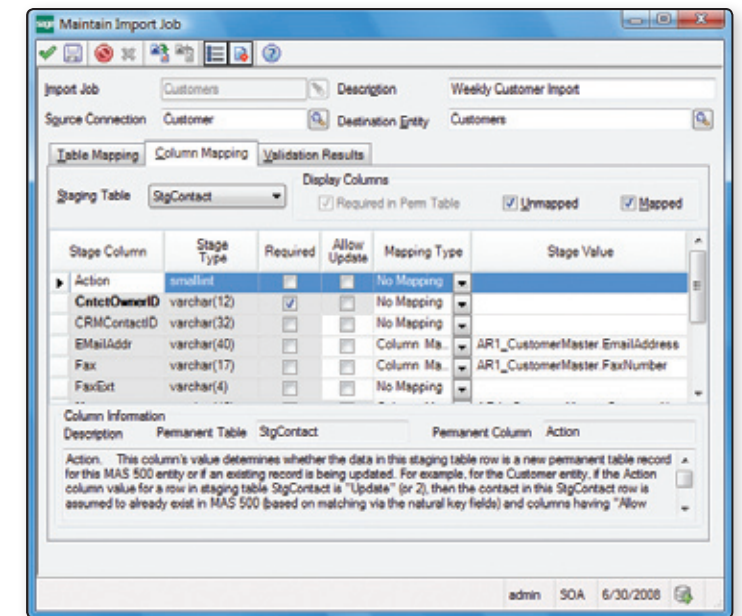 sage Maintain Import Job
Import Job Customers Description Weekly Customer Import
Source Connection Customer Destination Entity Customers
Table Mapping Column Mapping Validation Results
Display Columns
Staging Table StgContact Required in Perm Table Unmapped Mapped
Stage Column Stage Type Required Allow Update Mapping Type Stage Value
Action smallint No Mapping
CntctOwnerID varchar(12) No Mapping
CRMContactID varchar(32) No Mapping
EMailAddr varchar(40) Column Ma... AR1_CustomerMaster.EmailAddress
Fax varchar(17) Column Ma... AR1_CustomerMaster.FaxNumber
FaxExt varchar(4) No Mapping
Column Information
Description Permanent Table StgContact Permanent Column Action
Action. This column's value determines whether the data in this staging table row is a new permanent table record
for this MAS 500 entity or if an existing record is being updated. For example, for the Customer entity, if the Action
column value for a row in staging table StgContact is "Update" (or 2), then the contact in this StgContact row is
assumed to already exist in MAS 500 (based on matching via the natural key fields) and columns having "Allow
admin SOA 6/30/2008